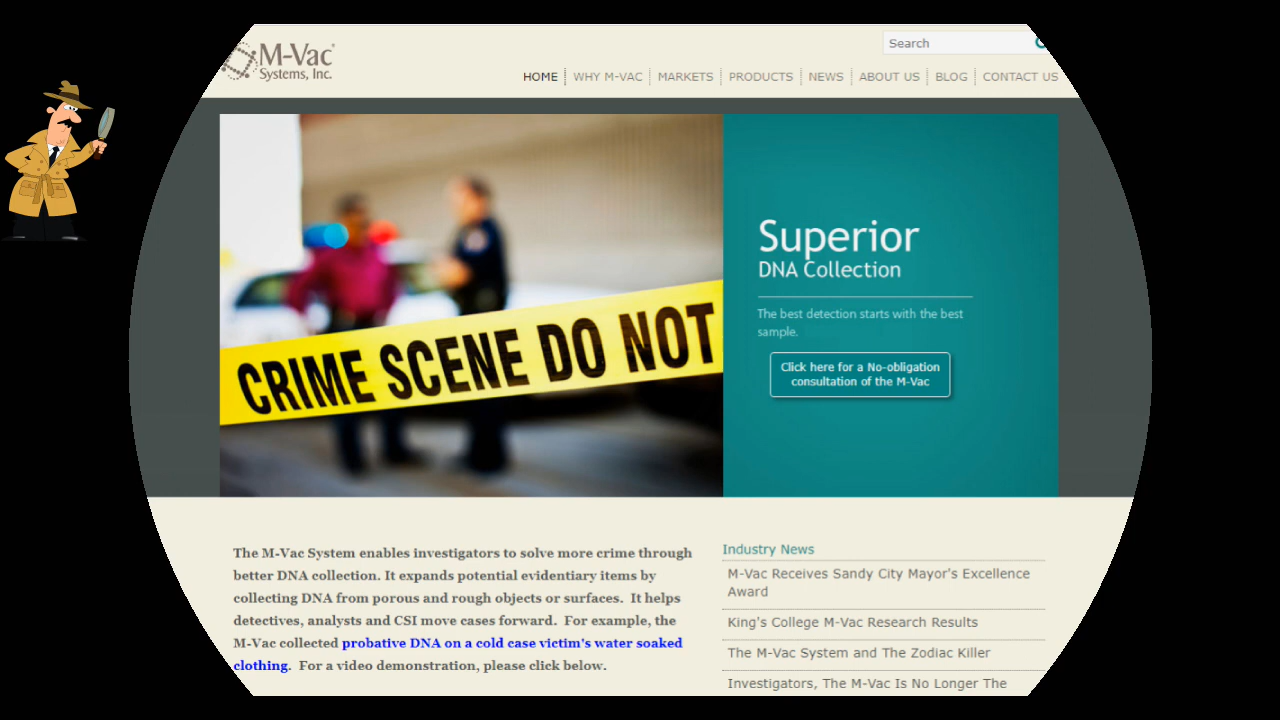 M-Vac
Systems, Inc.
Search
HOME
WHY M-VAC
MARKETS
PRODUCTS
NEWS
ABOUT US
BLOG
CONTACT US
CRIME SCENE DO NOT
Superior
DNA Collection
The best detection starts with the best
sample.
Click here for a No-obligation
consultation of the M-Vac
The M-Vac System enables investigators to solve more crime through
better DNA collection. It expands potential evidentiary items by
collecting DNA from porous and rough objects or surfaces. It helps
detectives, analysts and CSI move cases forward. For example, the
M-Vac collected probative DNA on a cold case victim's water soaked
clothing. For a video demonstration, please click below.
Industry News
M-Vac Receives Sandy City Mayor's Excellence
Award
King's College M-Vac Research Results
The M-Vac System and The Zodiac Killer
Investigators, The M-Vac Is No Longer The